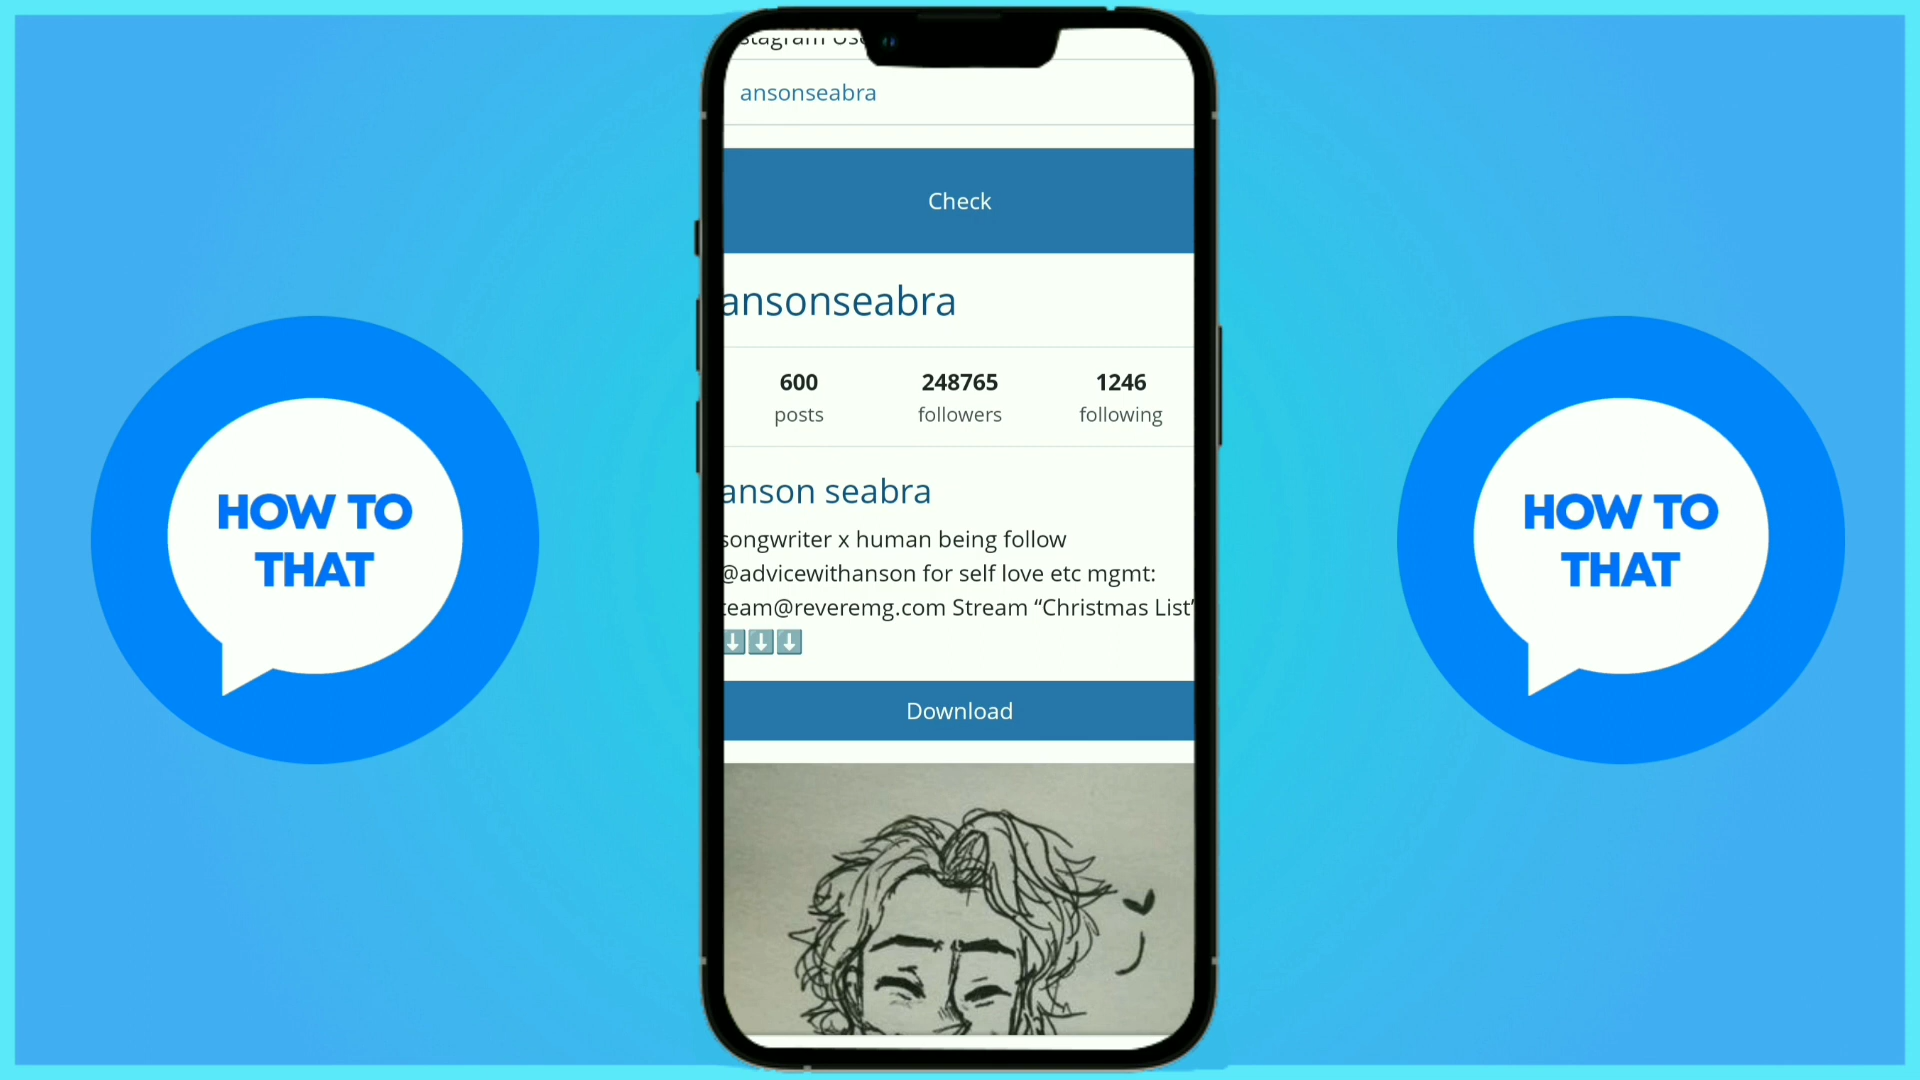 ansonseabra
Check
ansonseabra
600
posts
248765
followers
1246
following
anson seabra
songwriter x human being follow
@advicewithanson for self love etc mgmt:
team@reveremg.com Stream “Christmas List”
⬇️⬇️⬇️
Download
HOW TO
THAT
HOW TO
THAT